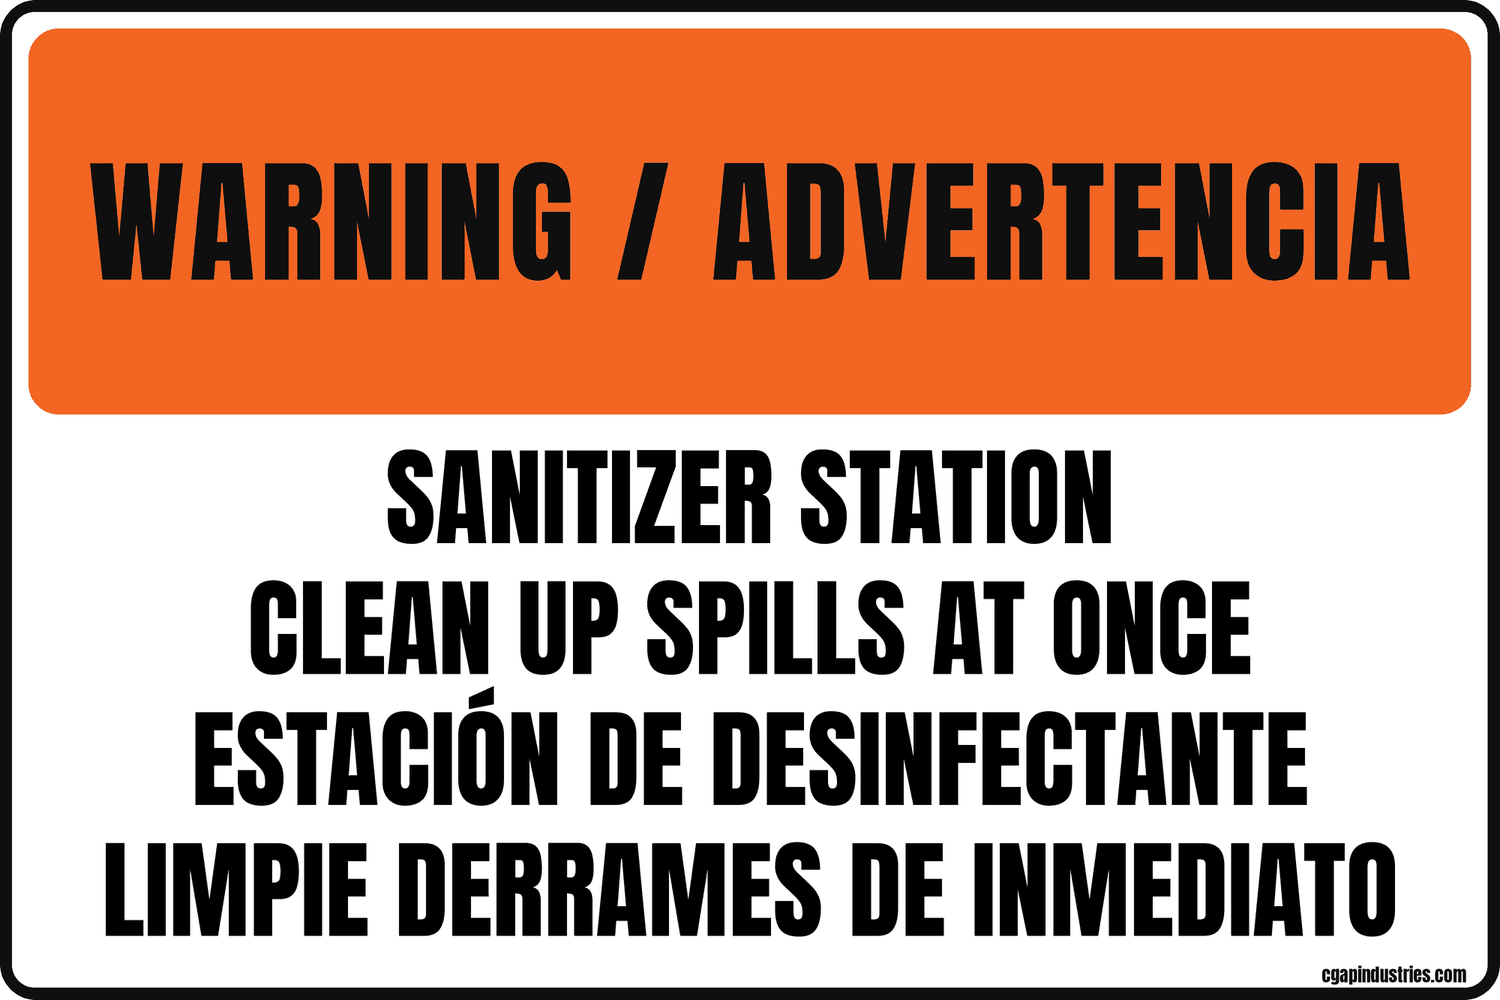 WARNING / ADVERTENCIA
SANITIZER STATION
CLEAN UP SPILLS AT ONCE
ESTACIÓN DE DESINFECTANTE
LIMPIE DERRAMES DE INMEDIATO
cgapindustries.com